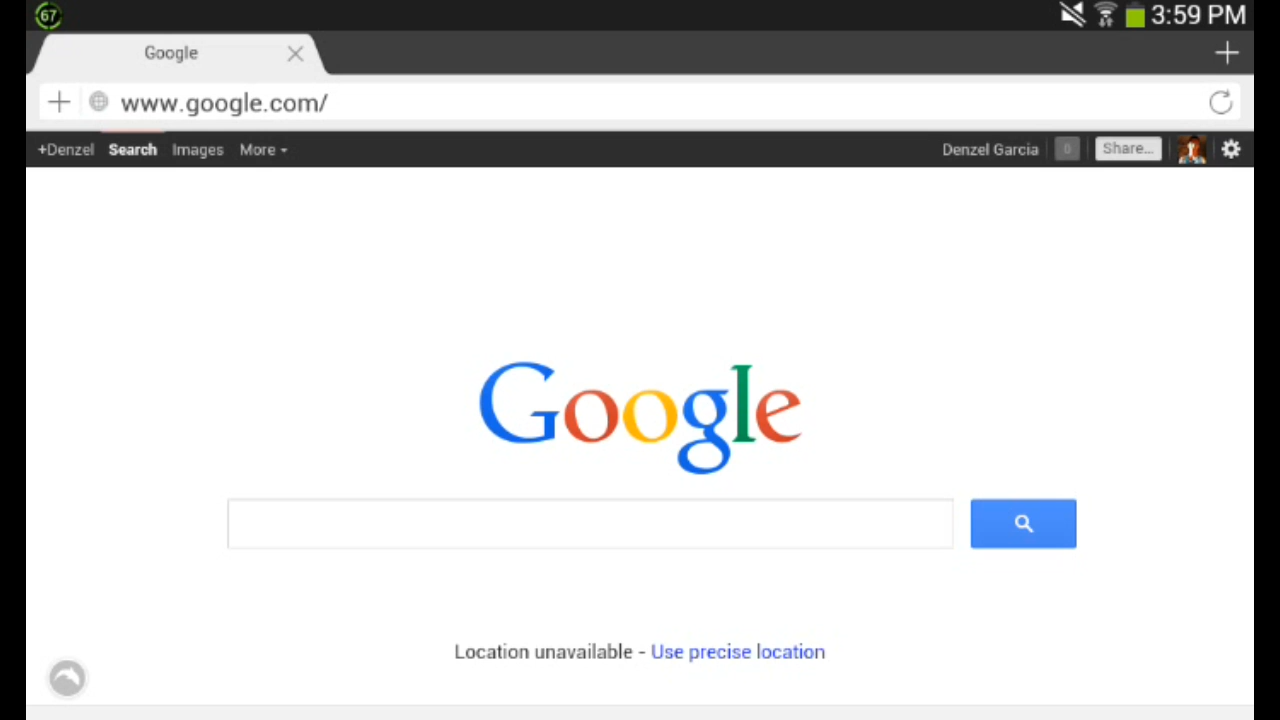 67 3:59 PM
Google
www.google.com/
+Denzel Search Images More Denzel Garcia 0 Share...
Google
Location unavailable - Use precise location